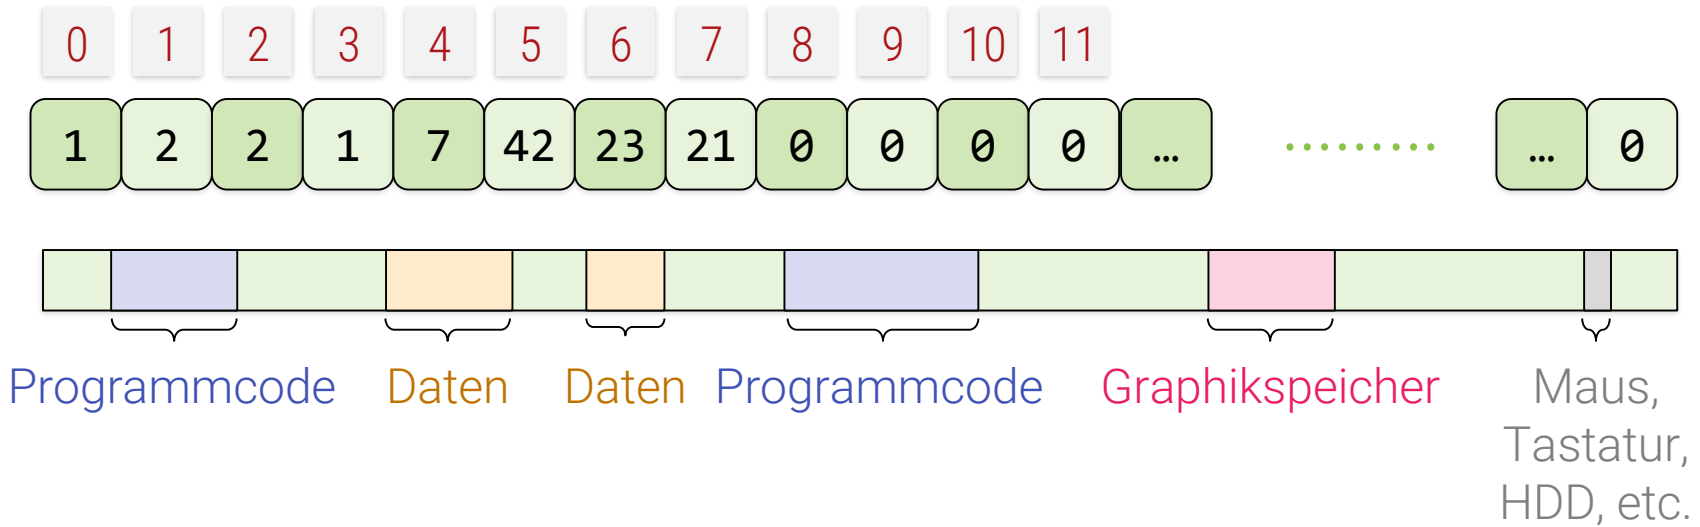 0 1 2 3 4 5 6 7 8 9 10 11
1 2 2 1 7 42 23 21 0 0 0 0 … … 0
Programmcode Daten Daten Programmcode Graphikspeicher Maus,
Tastatur,
HDD, etc.